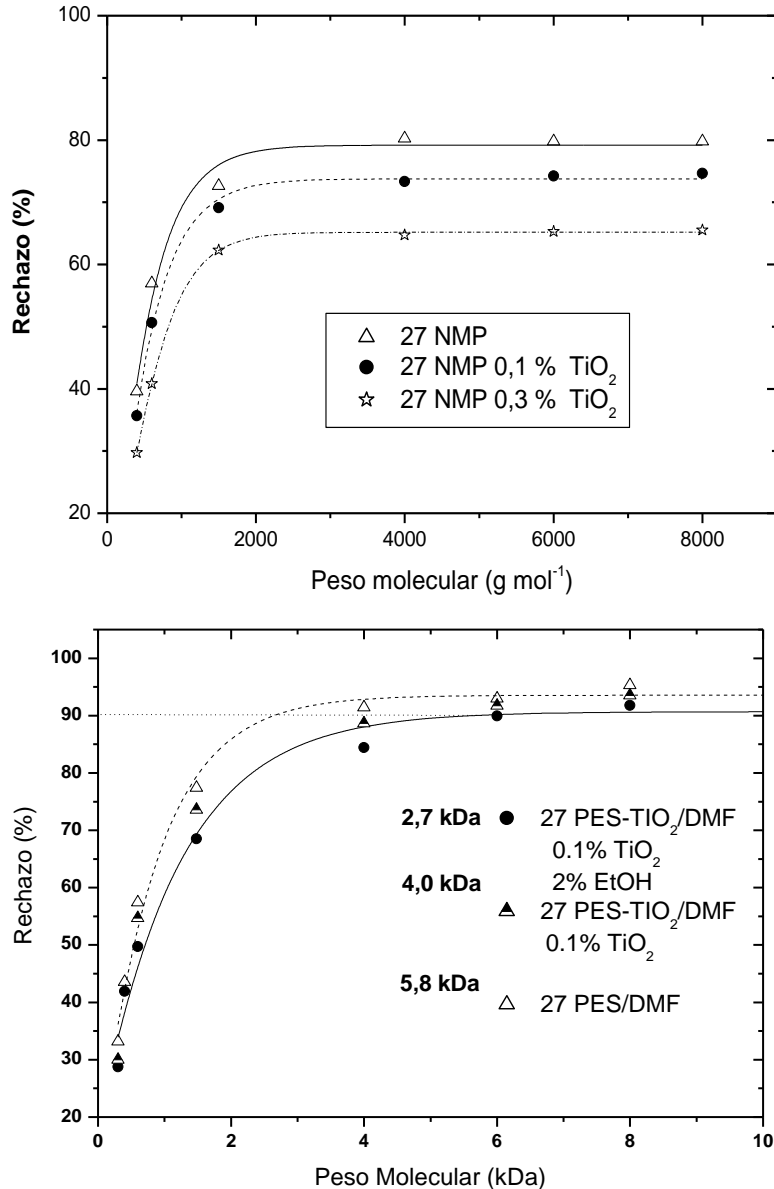 100
80
60
40
20
Rechazo (%)
27 NMP
27 NMP 0,1 % TiO₂
27 NMP 0,3 % TiO₂
0 2000 4000 6000 8000
Peso molecular (g mol⁻¹)
100
90
80
70
60
50
40
30
20
Rechazo (%)
2,7 kDa 27 PES-TIO₂/DMF
0.1% TiO₂
2% EtOH
4,0 kDa
27 PES-TIO₂/DMF
0.1% TiO₂
5,8 kDa
27 PES/DMF
0 2 4 6 8 10
Peso Molecular (kDa)